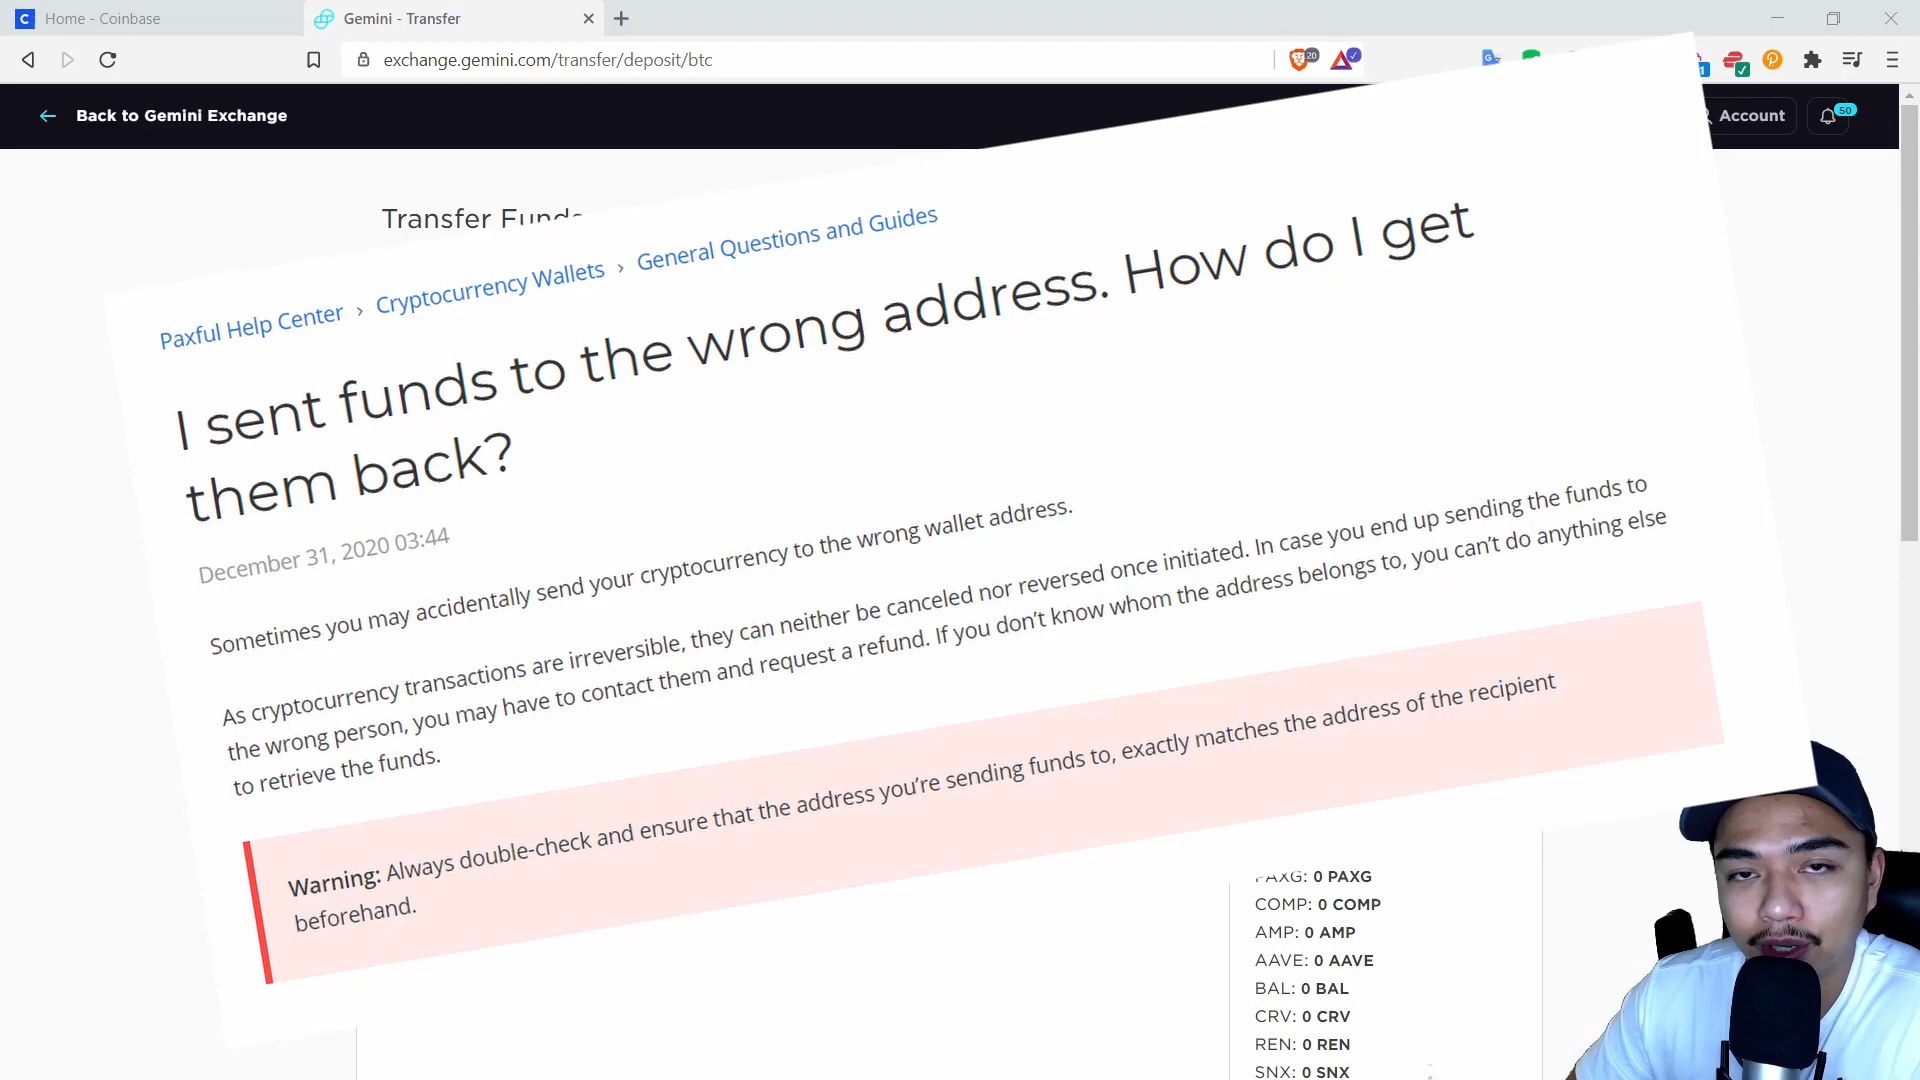 Home - Coinbase
Gemini - Transfer
exchange.gemini.com/transfer/deposit/btc
20
1
Back to Gemini Exchange
Account
50
Transfer Funds
Paxful Help Center › Cryptocurrency Wallets › General Questions and Guides
I sent funds to the wrong address. How do I get
them back?
December 31, 2020 03:44
Sometimes you may accidentally send your cryptocurrency to the wrong wallet address.
As cryptocurrency transactions are irreversible, they can neither be canceled nor reversed once initiated. In case you end up sending the funds to
the wrong person, you may have to contact them and request a refund. If you don’t know whom the address belongs to, you can’t do anything else
to retrieve the funds.
Warning: Always double-check and ensure that the address you’re sending funds to, exactly matches the address of the recipient
beforehand.
PAXG: 0 PAXG
COMP: 0 COMP
AMP: 0 AMP
AAVE: 0 AAVE
BAL: 0 BAL
CRV: 0 CRV
REN: 0 REN
SNX: 0 SNX